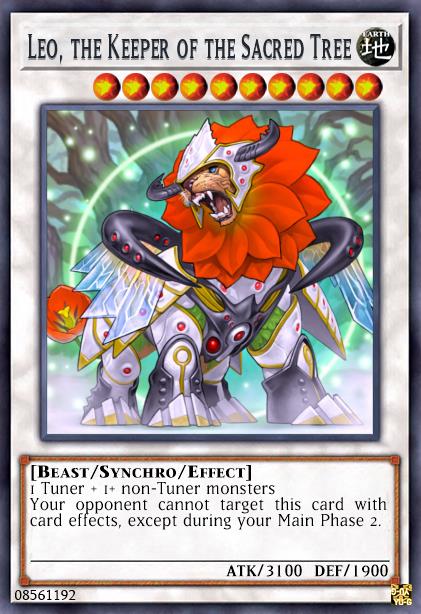 LEO, THE KEEPER OF THE SACRED TREE
EARTH
地
[BEAST/SYNCHRO/EFFECT]
1 Tuner + 1+ non-Tuner monsters
Your opponent cannot target this card with
card effects, except during your Main Phase 2.
ATK/3100 DEF/1900
08561192